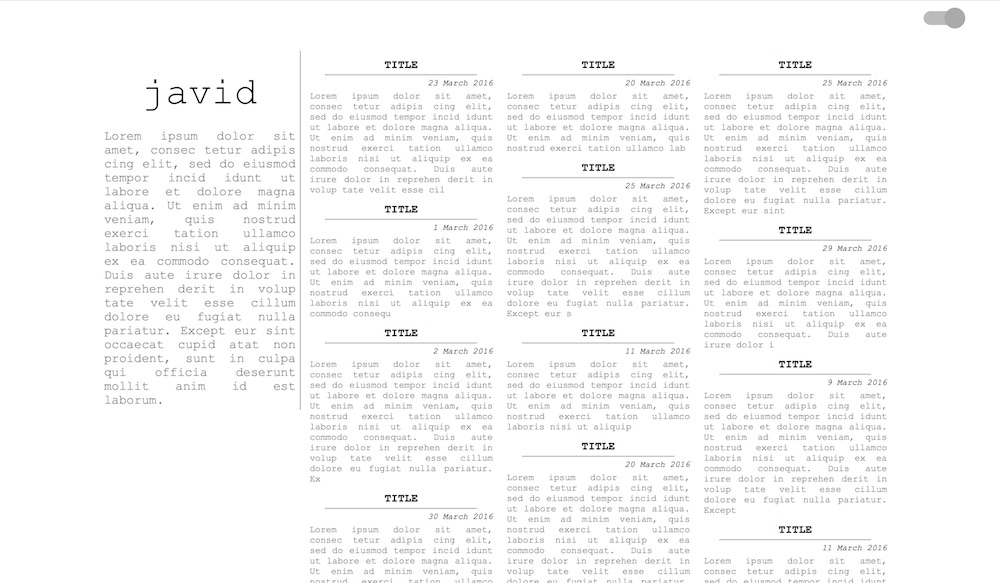 javid
Lorem ipsum dolor sit
amet, consec tetur adipis
cing elit, sed do eiusmod
tempor incid idunt ut
labore et dolore magna
aliqua. Ut enim ad minim
veniam, quis nostrud
exerci tation ullamco
laboris nisi ut aliquip
ex ea commodo consequat.
Duis aute irure dolor in
reprehen derit in volup
tate velit esse cillum
dolore eu fugiat nulla
pariatur. Except eur sint
occaecat cupid atat non
proident, sunt in culpa
qui officia deserunt
mollit anim id est
laborum.
TITLE
23 March 2016
Lorem ipsum dolor sit amet,
consec tetur adipis cing elit,
sed do eiusmod tempor incid idunt
ut labore et dolore magna aliqua.
Ut enim ad minim veniam, quis
nostrud exerci tation ullamco
laboris nisi ut aliquip ex ea
commodo consequat. Duis aute
irure dolor in reprehen derit in
volup tate velit esse cil
TITLE
1 March 2016
Lorem ipsum dolor sit amet,
consec tetur adipis cing elit,
sed do eiusmod tempor incid idunt
ut labore et dolore magna aliqua.
Ut enim ad minim veniam, quis
nostrud exerci tation ullamco
laboris nisi ut aliquip ex ea
commodo consequ
TITLE
2 March 2016
Lorem ipsum dolor sit amet,
consec tetur adipis cing elit,
sed do eiusmod tempor incid idunt
ut labore et dolore magna aliqua.
Ut enim ad minim veniam, quis
nostrud exerci tation ullamco
laboris nisi ut aliquip ex ea
commodo consequat. Duis aute
irure dolor in reprehen derit in
volup tate velit esse cillum
dolore eu fugiat nulla pariatur.
Ex
TITLE
30 March 2016
Lorem ipsum dolor sit amet,
consec tetur adipis cing elit,
sed do eiusmod tempor incid idunt
ut labore et dolore magna aliqua.
Ut enim ad minim veniam, quis
nostrud exerci tation ullamco
TITLE
20 March 2016
Lorem ipsum dolor sit amet,
consec tetur adipis cing elit,
sed do eiusmod tempor incid idunt
ut labore et dolore magna aliqua.
Ut enim ad minim veniam, quis
nostrud exerci tation ullamco lab
TITLE
25 March 2016
Lorem ipsum dolor sit amet,
consec tetur adipis cing elit,
sed do eiusmod tempor incid idunt
ut labore et dolore magna aliqua.
Ut enim ad minim veniam, quis
nostrud exerci tation ullamco
laboris nisi ut aliquip ex ea
commodo consequat. Duis aute
irure dolor in reprehen derit in
volup tate velit esse cillum
dolore eu fugiat nulla pariatur.
Except eur s
TITLE
11 March 2016
Lorem ipsum dolor sit amet,
consec tetur adipis cing elit,
sed do eiusmod tempor incid idunt
ut labore et dolore magna aliqua.
Ut enim ad minim veniam, quis
nostrud exerci tation ullamco
laboris nisi ut aliquip
TITLE
20 March 2016
Lorem ipsum dolor sit amet,
consec tetur adipis cing elit,
sed do eiusmod tempor incid idunt
ut labore et dolore magna aliqua.
Ut enim ad minim veniam, quis
nostrud exerci tation ullamco
laboris nisi ut aliquip ex ea
commodo consequat. Duis aute
irure dolor in reprehen derit in
volup tate velit esse cillum
dolore eu fugiat nulla pariatur.
TITLE
25 March 2016
Lorem ipsum dolor sit amet,
consec tetur adipis cing elit,
sed do eiusmod tempor incid idunt
ut labore et dolore magna aliqua.
Ut enim ad minim veniam, quis
nostrud exerci tation ullamco
laboris nisi ut aliquip ex ea
commodo consequat. Duis aute
irure dolor in reprehen derit in
volup tate velit esse cillum
dolore eu fugiat nulla pariatur.
Except eur sint
TITLE
29 March 2016
Lorem ipsum dolor sit amet,
consec tetur adipis cing elit,
sed do eiusmod tempor incid idunt
ut labore et dolore magna aliqua.
Ut enim ad minim veniam, quis
nostrud exerci tation ullamco
laboris nisi ut aliquip ex ea
commodo consequat. Duis aute
irure dolor i
TITLE
9 March 2016
Lorem ipsum dolor sit amet,
consec tetur adipis cing elit,
sed do eiusmod tempor incid idunt
ut labore et dolore magna aliqua.
Ut enim ad minim veniam, quis
nostrud exerci tation ullamco
laboris nisi ut aliquip ex ea
commodo consequat. Duis aute
irure dolor in reprehen derit in
volup tate velit esse cillum
dolore eu fugiat nulla pariatur.
Except
TITLE
11 March 2016
Lorem ipsum dolor sit amet,
consec tetur adipis cing elit,
sed do eiusmod tempor incid idunt